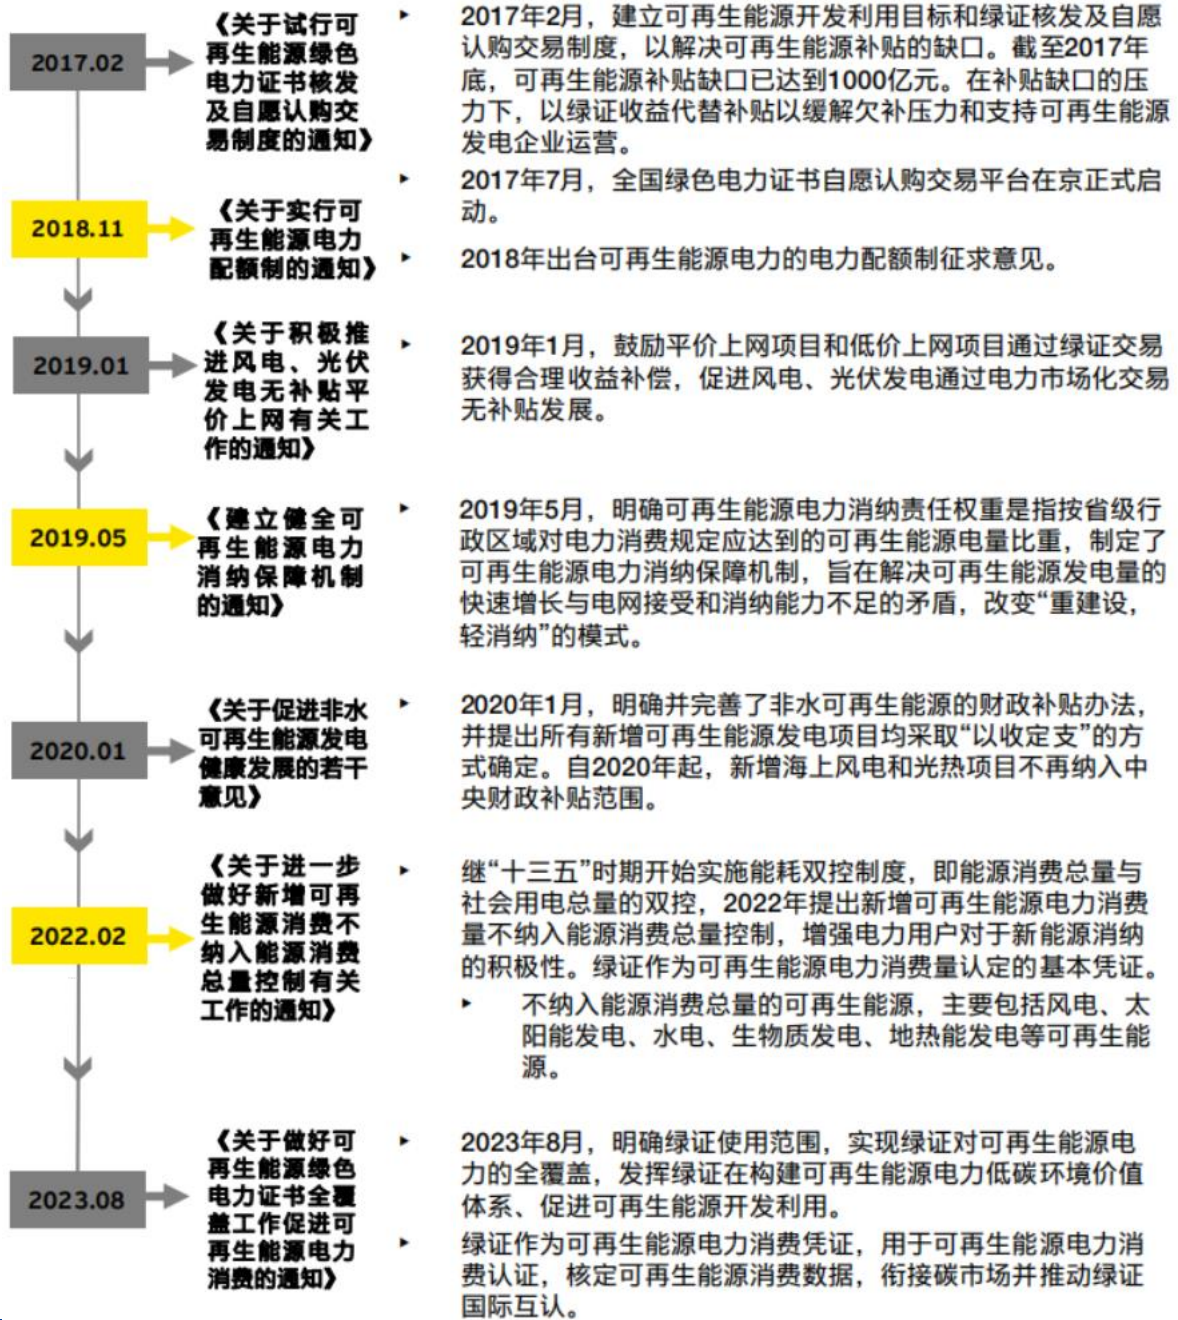 2017.02
《关于试行可
再生能源绿色
电力证书核发
及自愿认购交
易制度的通知》
▸ 2017年2月，建立可再生能源开发利用目标和绿证核发及自愿
认购交易制度，以解决可再生能源补贴的缺口。截至2017年
底，可再生能源补贴缺口已达到1000亿元。在补贴缺口的压
力下，以绿证收益代替补贴以缓解欠补压力和支持可再生能源
发电企业运营。
▸ 2017年7月，全国绿色电力证书自愿认购交易平台在京正式启
动。
2018.11
《关于实行可
再生能源电力
配额制的通知》
▸ 2018年出台可再生能源电力的电力配额制征求意见。
2019.01
《关于积极推
进风电、光伏
发电无补贴平
价上网有关工
作的通知》
▸ 2019年1月，鼓励平价上网项目和低价上网项目通过绿证交易
获得合理收益补偿，促进风电、光伏发电通过电力市场化交易
无补贴发展。
2019.05
《建立健全可
再生能源电力
消纳保障机制
的通知》
▸ 2019年5月，明确可再生能源电力消纳责任权重是指按省级行
政区域对电力消费规定应达到的可再生能源电量比重，制定了
可再生能源电力消纳保障机制，旨在解决可再生能源发电量的
快速增长与电网接受和消纳能力不足的矛盾，改变“重建设，
轻消纳”的模式。
2020.01
《关于促进非水
可再生能源发电
健康发展的若干
意见》
▸ 2020年1月，明确并完善了非水可再生能源的财政补贴办法，
并提出所有新增可再生能源发电项目均采取“以收定支”的方
式确定。自2020年起，新增海上风电和光热项目不再纳入中
央财政补贴范围。
2022.02
《关于进一步
做好新增可再
生能源消费不
纳入能源消费
总量控制有关
工作的通知》
▸ 继“十三五”时期开始实施能耗双控制度，即能源消费总量与
社会用电总量的双控，2022年提出新增可再生能源电力消费
量不纳入能源消费总量控制，增强电力用户对于新能源消纳
的积极性。绿证作为可再生能源电力消费量认定的基本凭证。
▸ 不纳入能源消费总量的可再生能源，主要包括风电、太
阳能发电、水电、生物质发电、地热能发电等可再生能
源。
2023.08
《关于做好可
再生能源绿色
电力证书全覆
盖工作促进可
再生能源电力
消费的通知》
▸ 2023年8月，明确绿证使用范围，实现绿证对可再生能源电
力的全覆盖，发挥绿证在构建可再生能源电力低碳环境价值
体系、促进可再生能源开发利用。
▸ 绿证作为可再生能源电力消费凭证，用于可再生能源电力消
费认证，核定可再生能源消费数据，衔接碳市场并推动绿证
国际互认。